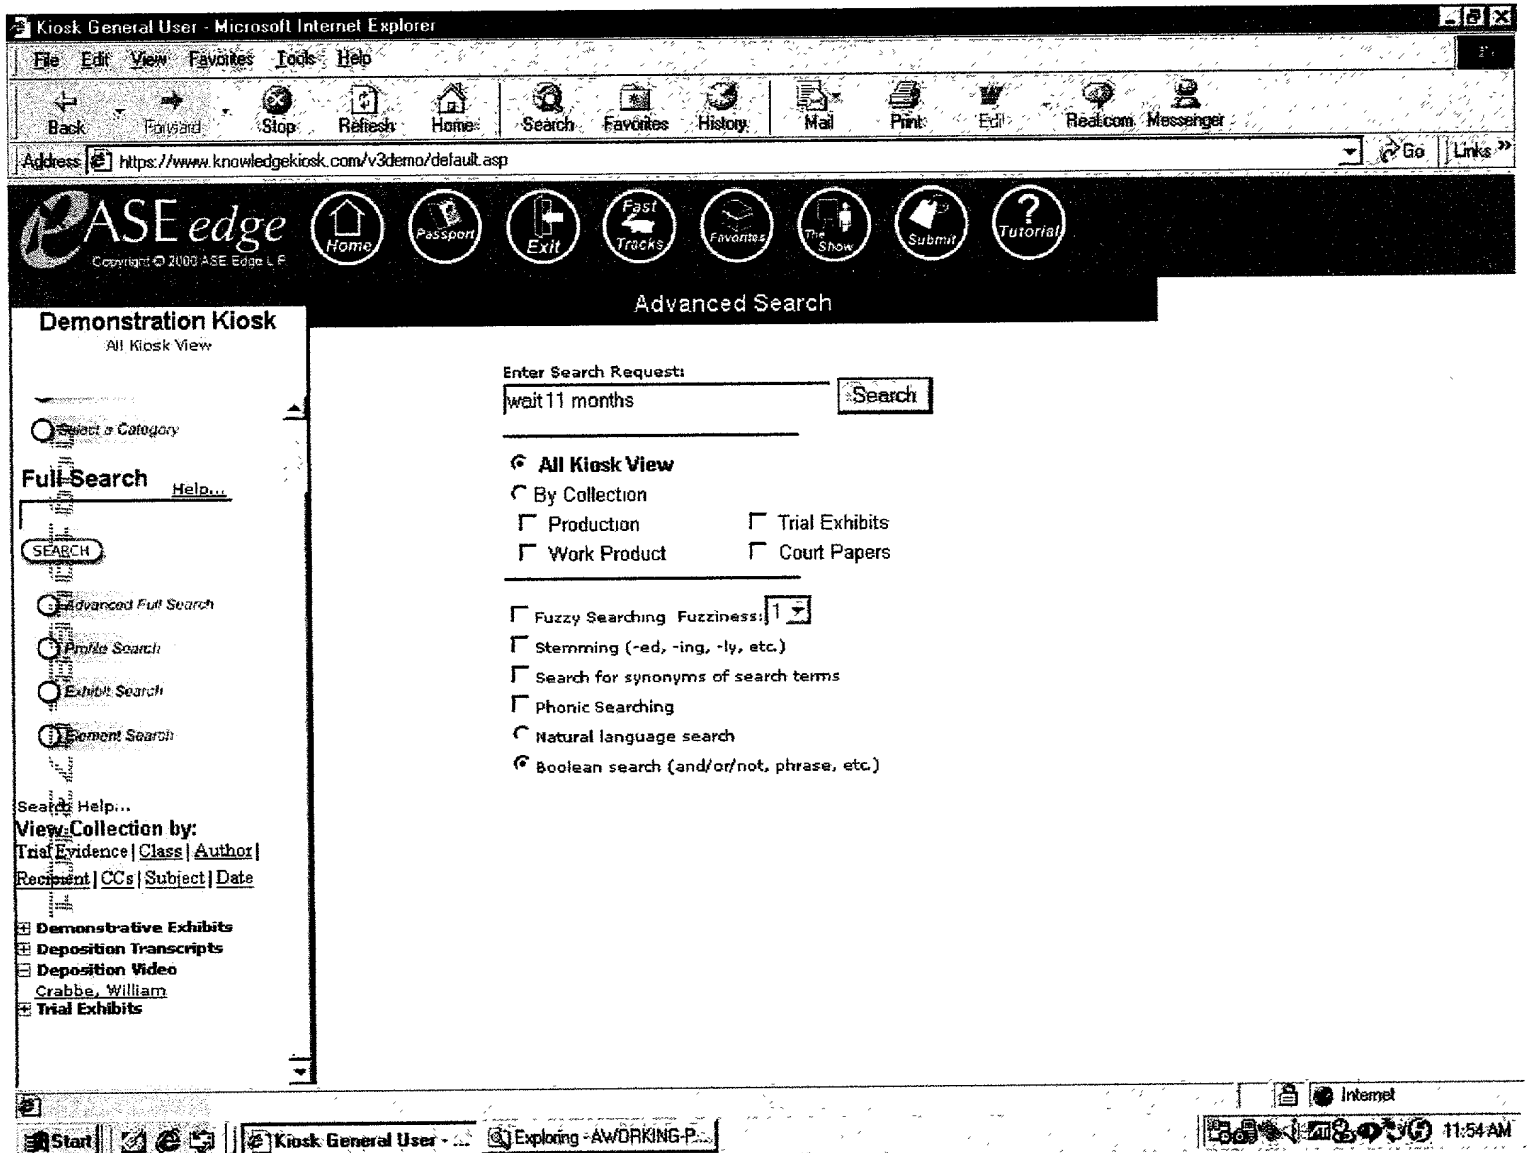 Kiosk General User - Microsoft Internet Explorer
File Edit View Favorites Tools Help
Back Forward Stop Refresh Home Search Favorites History Mail Print Edit Real.com Messenger
Address https://www.knowledgekiosk.com/v3demo/default.asp Go Links »
eASE edge
Copyright © 2000 ASE Edge L.P.
Home Passport Exit Fast Tracks Favorites The Show Submit ? Tutorial
Advanced Search
Demonstration Kiosk
All Kiosk View
Select a Category
Full Search Help...
SEARCH
Advanced Full Search
Profile Search
Exhibit Search
Element Search
Search Help...
View Collection by:
Trial Evidence | Class | Author |
Recipient | CCs | Subject | Date
Demonstrative Exhibits
Deposition Transcripts
Deposition Video
Crabbe, William
Trial Exhibits
Enter Search Request:
wait 11 months Search
All Kiosk View
By Collection
Production Trial Exhibits
Work Product Court Papers
Fuzzy Searching Fuzziness: 1
Stemming (-ed, -ing, -ly, etc.)
Search for synonyms of search terms
Phonic Searching
Natural language search
Boolean search (and/or/not, phrase, etc.)
Internet
Start Kiosk General User - ... Exploring - AWORKING-P... 11:54 AM